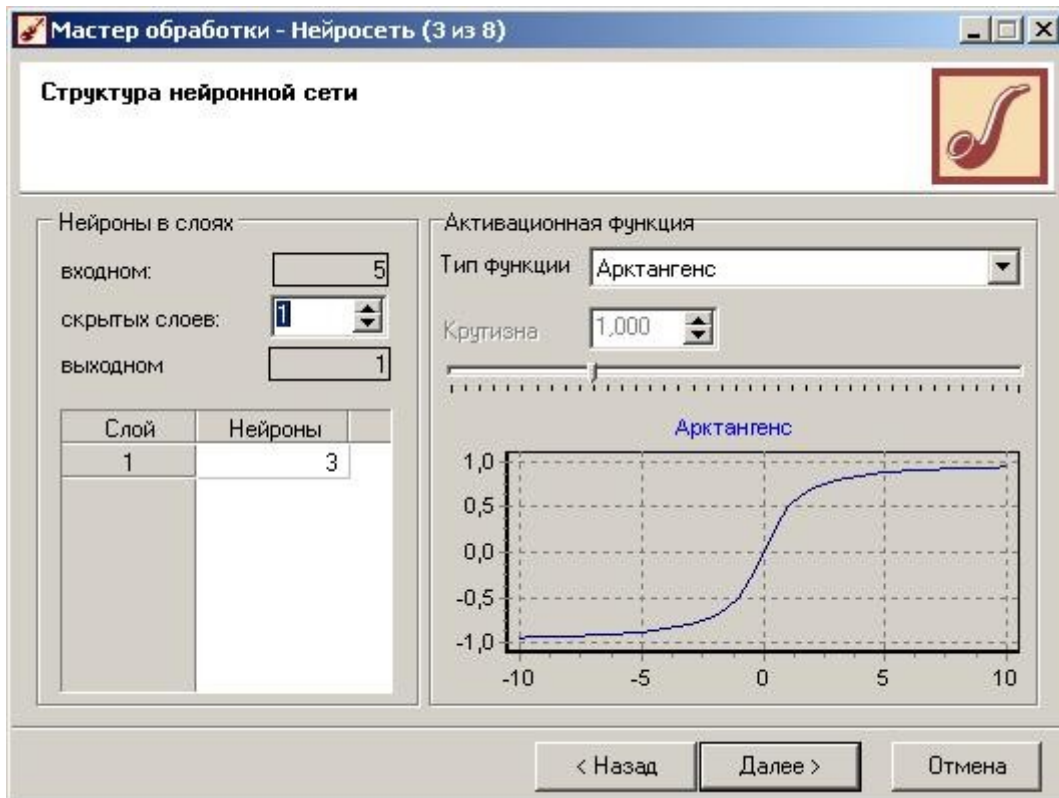 Мастер обработки - Нейросеть (3 из 8)
Структура нейронной сети
Нейроны в слоях
входном: 5
скрытых слоев: 1
выходном 1
Слой Нейроны
1 3
Активационная функция
Тип функции Арктангенс
Крутизна 1,000
Арктангенс
1,0
0,5
0,0
-0,5
-1,0
-10 -5 0 5 10
< Назад Далее > Отмена